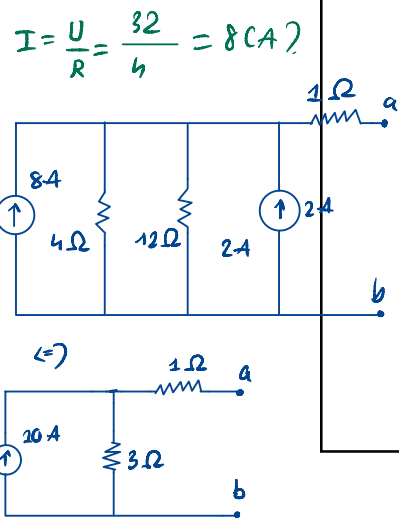 I = U/R = 32/4 = 8(A)
1Ω
a
8A
4Ω
12Ω
2A
2A
b
<=>
1Ω
a
10A
3Ω
b